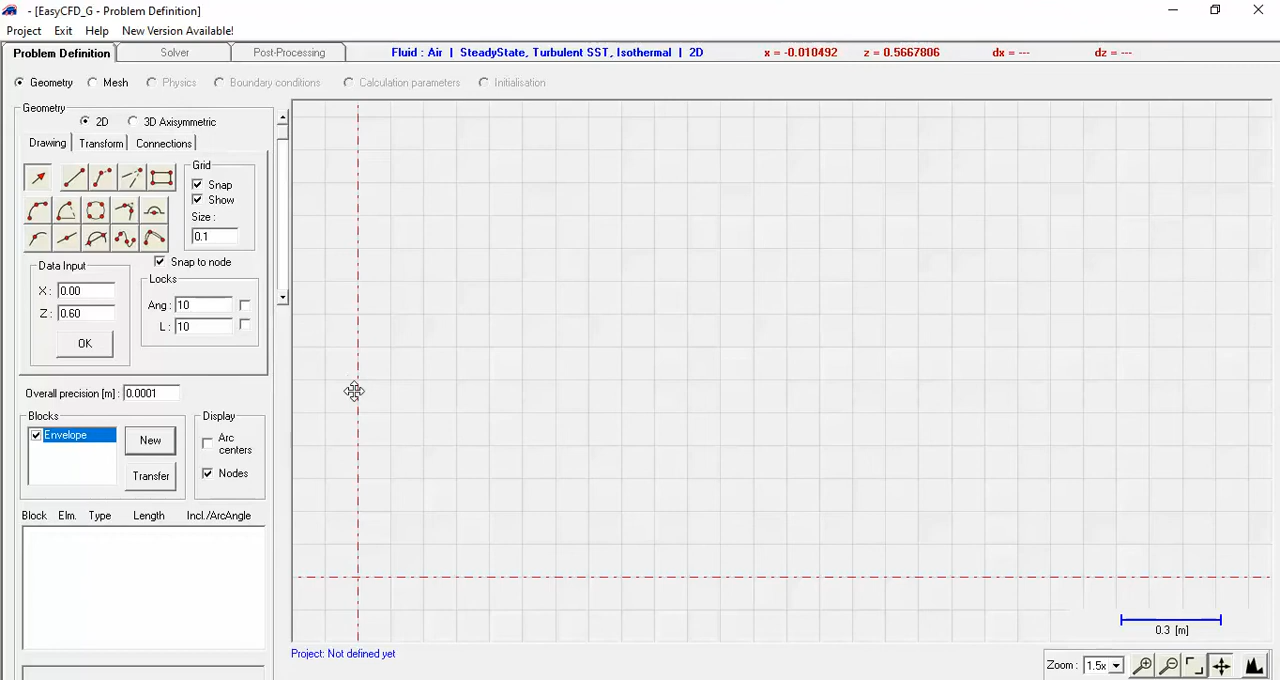 - [EasyCFD_G - Problem Definition]
Project Exit Help New Version Available!
Problem Definition Solver Post-Processing Fluid : Air | SteadyState, Turbulent SST, Isothermal | 2D x = -0.010492 z = 0.5667806 dx = --- dz = ---
Geometry Mesh Physics Boundary conditions Calculation parameters Initialisation
Geometry
2D 3D Axisymmetric
Drawing Transform Connections
Grid
Snap
Show
Size :
0.1
Snap to node
Data Input
X : 0.00
Z : 0.60
OK
Locks
Ang : 10
L : 10
Overall precision [m] : 0.0001
Blocks
Envelope
New
Transfer
Display
Arc centers
Nodes
Block Elm. Type Length Incl./ArcAngle
0.3 [m]
Project: Not defined yet
Zoom : 1.5x